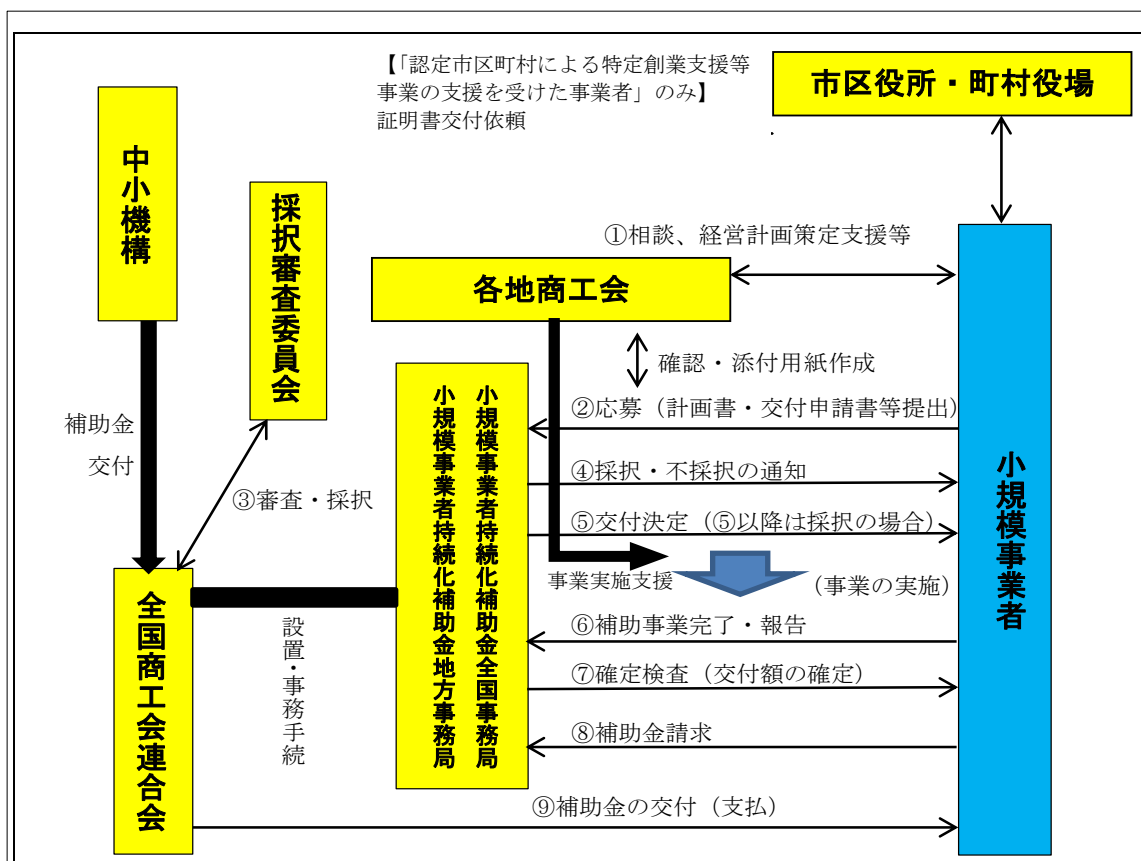 【「認定市区町村による特定創業支援等
事業の支援を受けた事業者」のみ】
証明書交付依頼
市区役所・町村役場
中小機構
採択審査委員会
①相談、経営計画策定支援等
各地商工会
確認・添付用紙作成
②応募（計画書・交付申請書等提出）
補助金
交付
③審査・採択
④採択・不採択の通知
⑤交付決定（⑤以降は採択の場合）
事業実施支援
（事業の実施）
小規模事業者持続化補助金全国事務局
小規模事業者持続化補助金地方事務局
小規模事業者
全国商工会連合会
設置・事務手続
⑥補助事業完了・報告
⑦確定検査（交付額の確定）
⑧補助金請求
⑨補助金の交付（支払）